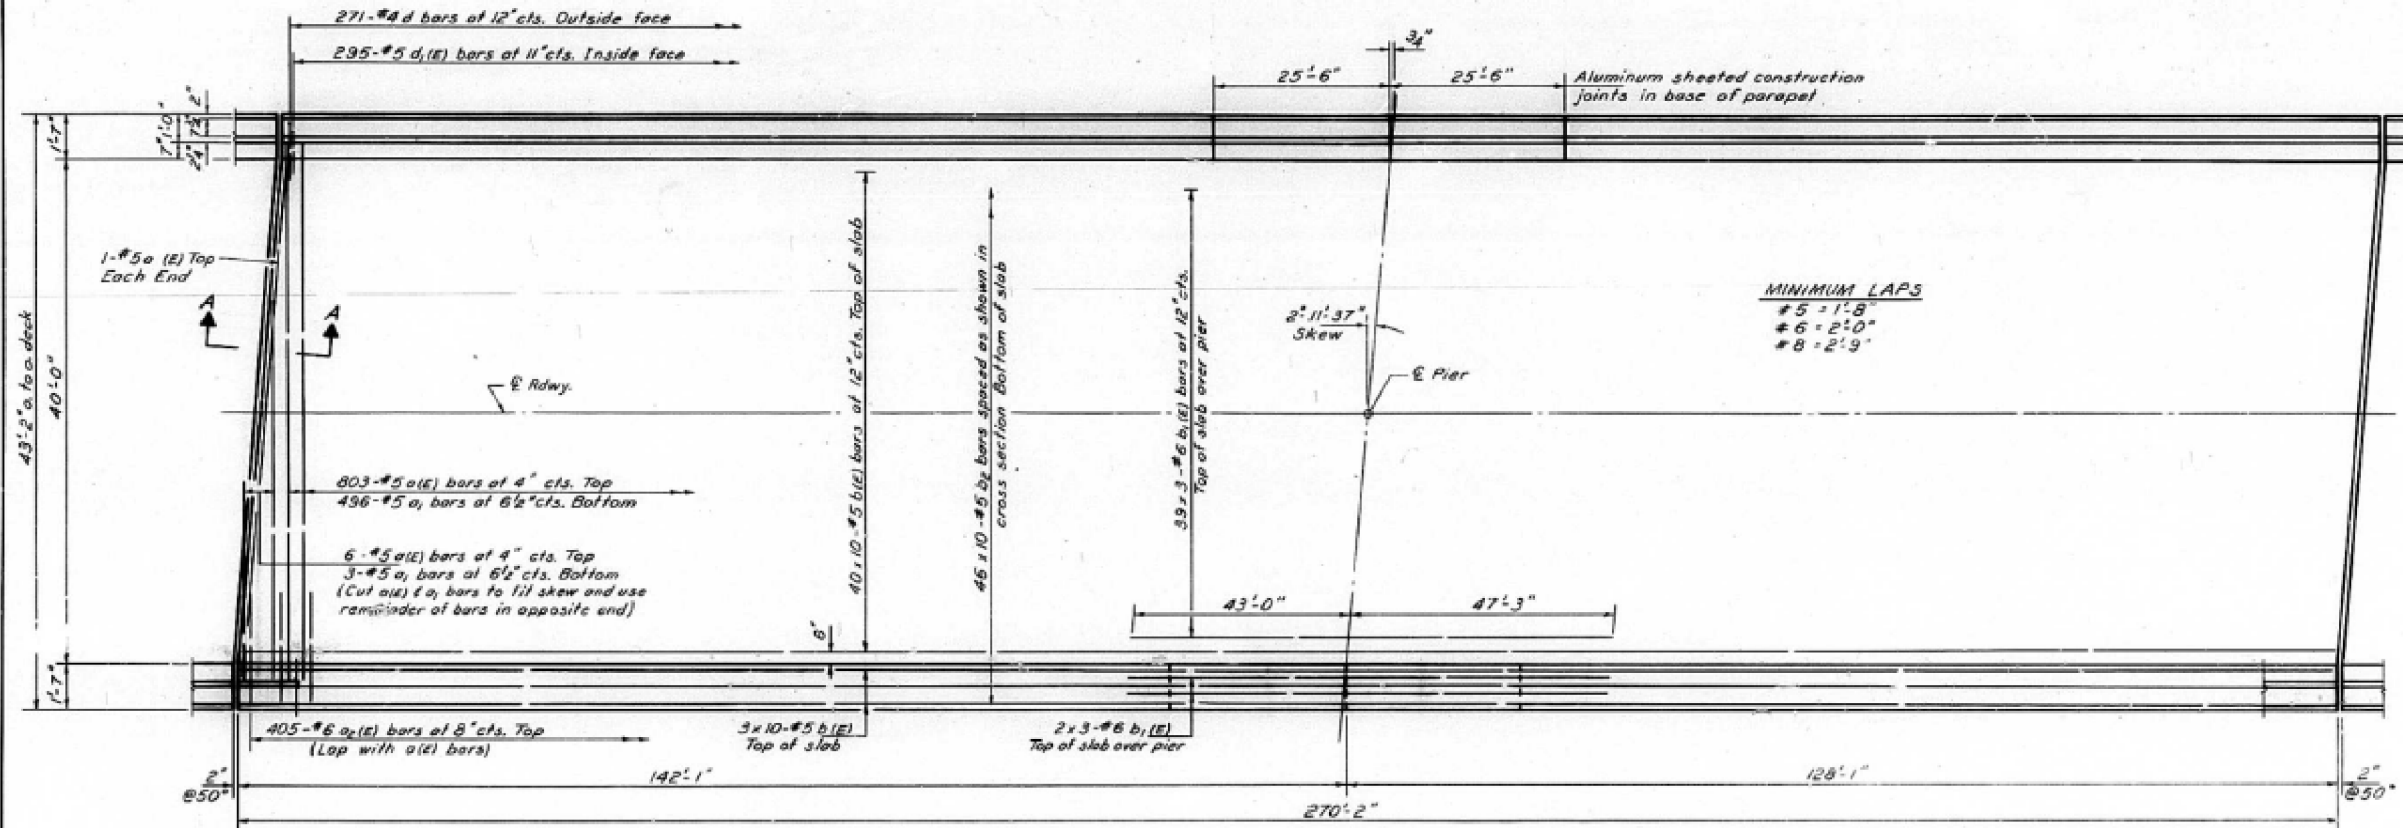 271-#4 d bars at 12" cts. Outside face
295-#5 d₁(E) bars at 11" cts. Inside face
3/4"
25'-6"
25'-6"
Aluminum sheeted construction
joints in base of parapet
1'-7"
7"
1'-0"
2"
1-#5a (E) Top
Each End
A
A
43'-2" o. to o. deck
40'-0"
℄ Rdwy.
40 x 10-#5 b(E) bars at 12" cts. Top of slab
46 x 10-#5 b₂ bars spaced as shown in
cross section Bottom of slab
39 x 3-#6 b₁(E) bars at 12" cts.
Top of slab over pier
2°-11'-37"
Skew
℄ Pier
MINIMUM LAPS
#5 = 1'-8"
#6 = 2'-0"
#8 = 2'-9"
803-#5 a(E) bars at 4" cts. Top
496-#5 a₁ bars at 6½" cts. Bottom
6-#5 a(E) bars at 4" cts. Top
3-#5 a₁ bars at 6½" cts. Bottom
(Cut a(E) & a₁ bars to fit skew and use
remainder of bars in opposite end)
43'-0"
47'-3"
6"
1'-7"
405-#6 a₂(E) bars at 8" cts. Top
(Lap with a(E) bars)
3 x 10-#5 b(E)
Top of slab
2 x 3-#6 b₁(E)
Top of slab over pier
2"
@50°
142'-1"
128'-1"
2"
@50°
270'-2"